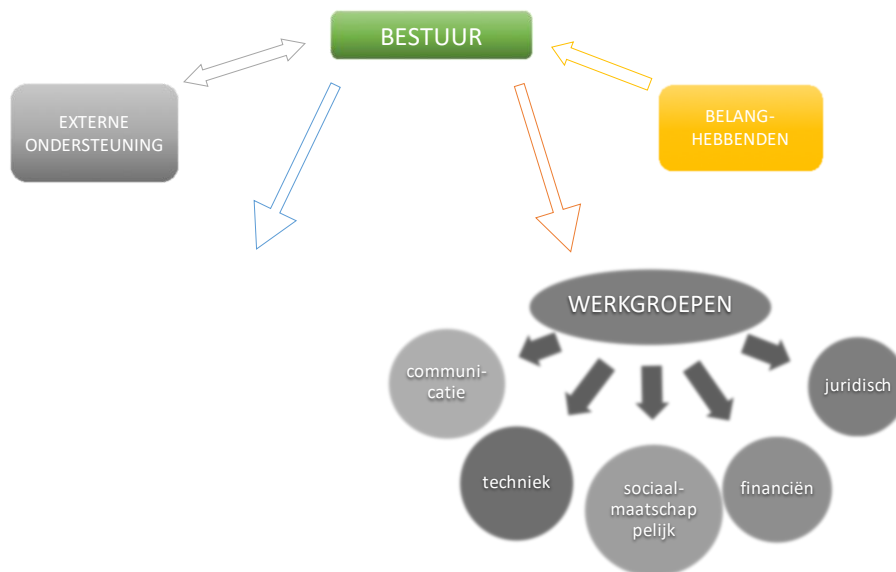 BESTUUR
EXTERNE
ONDERSTEUNING
BELANG-
HEBBENDEN
WERKGROEPEN
communi-
catie
juridisch
techniek
sociaal-
maatschap
pelijk
financiën